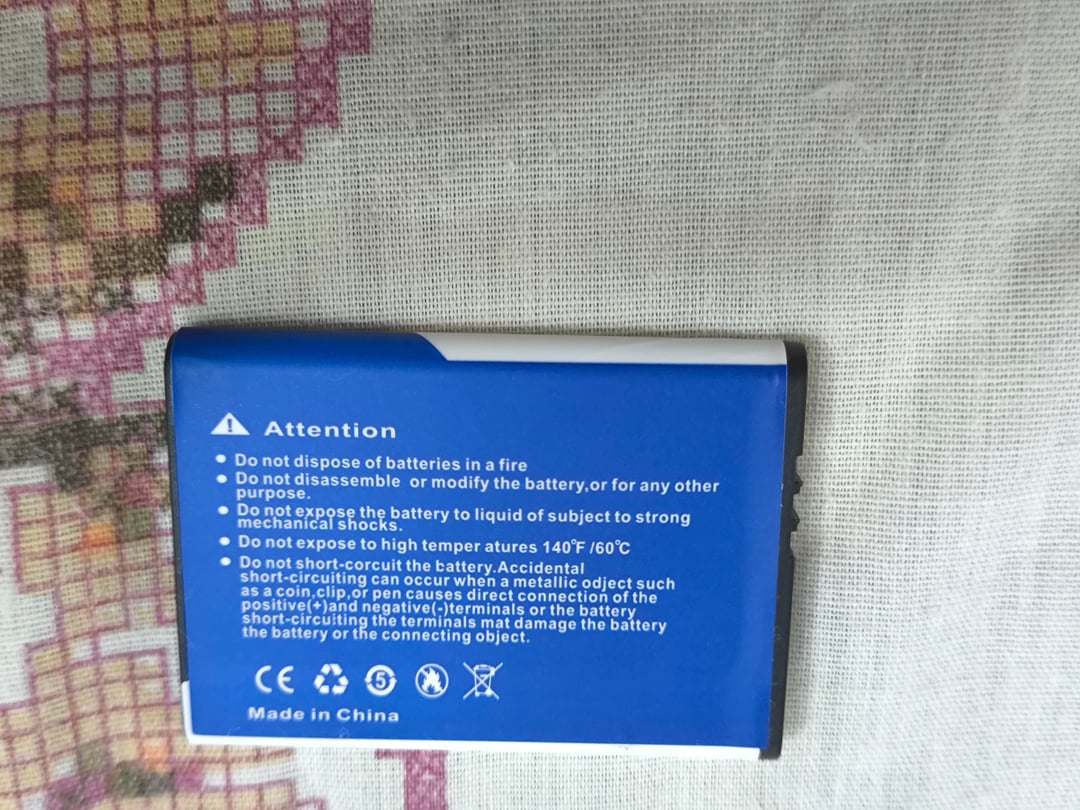 Attention
Do not dispose of batteries in a fire
Do not disassemble or modify the battery,or for any other
purpose.
Do not expose the battery to liquid of subject to strong
mechanical shocks.
Do not expose to high temper atures 140°F /60°C
Do not short-corcuit the battery.Accidental
short-circuiting can occur when a metallic odject such
as a coin,clip,or pen causes direct connection of the
positive(+)and negative(-)terminals or the battery
short-circuiting the terminals mat damage the battery
the battery or the connecting object.
CE 5
Made in China